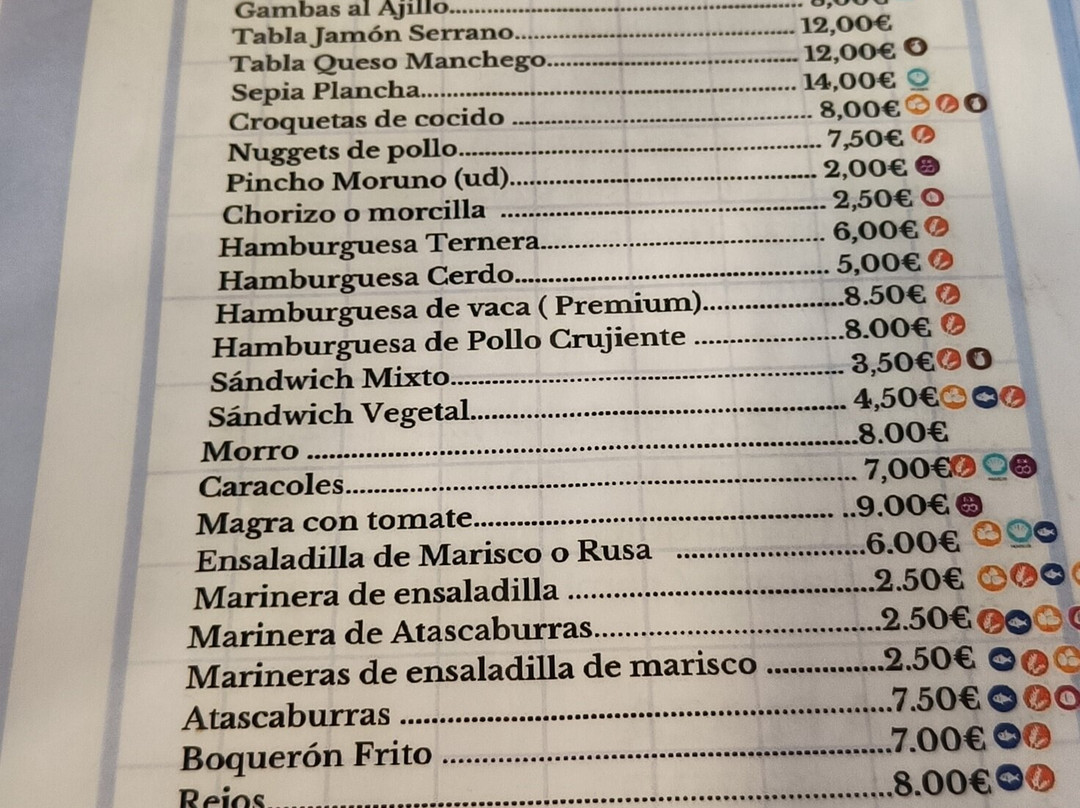 Gambas al Ajillo..............................................
Tabla Jamón Serrano..................................... 12,00€
Tabla Queso Manchego................................. 12,00€
Sepia Plancha.................................................. 14,00€
Croquetas de cocido ....................................... 8,00€
Nuggets de pollo.............................................. 7,50€
Pincho Moruno (ud)....................................... 2,00€
Chorizo o morcilla .......................................... 2,50€
Hamburguesa Ternera..................................... 6,00€
Hamburguesa Cerdo......................................... 5,00€
Hamburguesa de vaca ( Premium)..................8.50€
Hamburguesa de Pollo Crujiente ...................8.00€
Sándwich Mixto................................................ 3,50€
Sándwich Vegetal.............................................. 4,50€
Morro ..................................................................8.00€
Caracoles............................................................ 7,00€
Magra con tomate.......................................... ..9.00€
Ensaladilla de Marisco o Rusa ......................6.00€
Marinera de ensaladilla ...................................2.50€
Marinera de Atascaburras.................................2.50€
Marineras de ensaladilla de marisco .............2.50€
Atascaburras .......................................................7.50€
Boquerón Frito ..................................................7.00€
Rejos.....................................................................8.00€